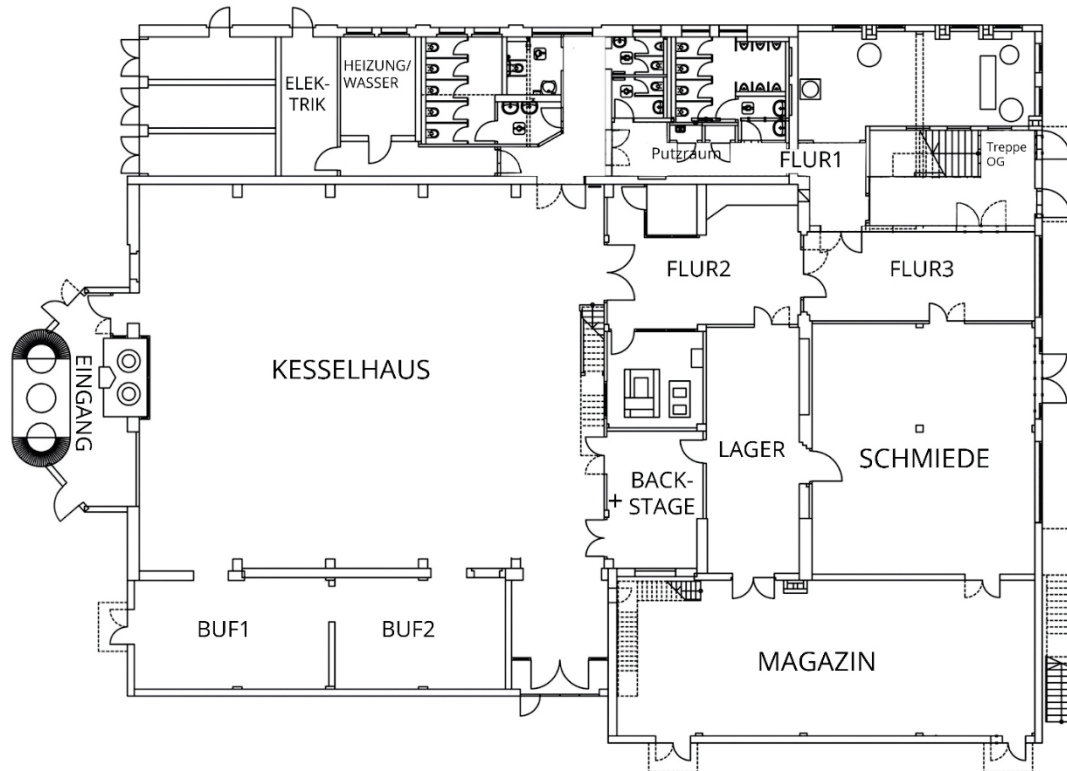 ELEK-
TRIK
HEIZUNG/
WASSER
Putzraum
FLUR1
Treppe
OG
FLUR2
FLUR3
EINGANG
KESSELHAUS
BACK-
STAGE
LAGER
SCHMIEDE
BUF1
BUF2
MAGAZIN